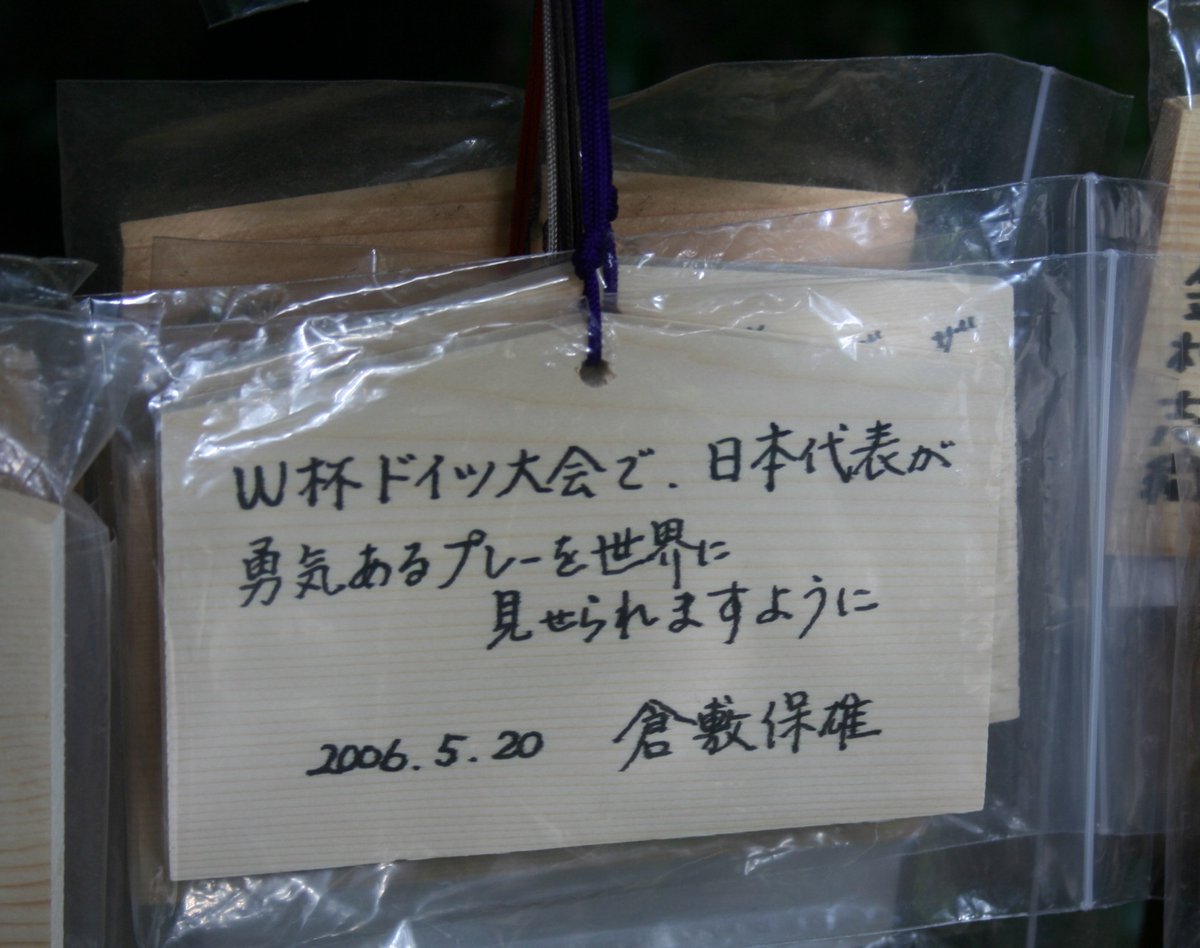 W杯ドイツ大会で、日本代表が
勇気あるプレーを世界に
見せられますように
2006.5.20 倉敷保雄